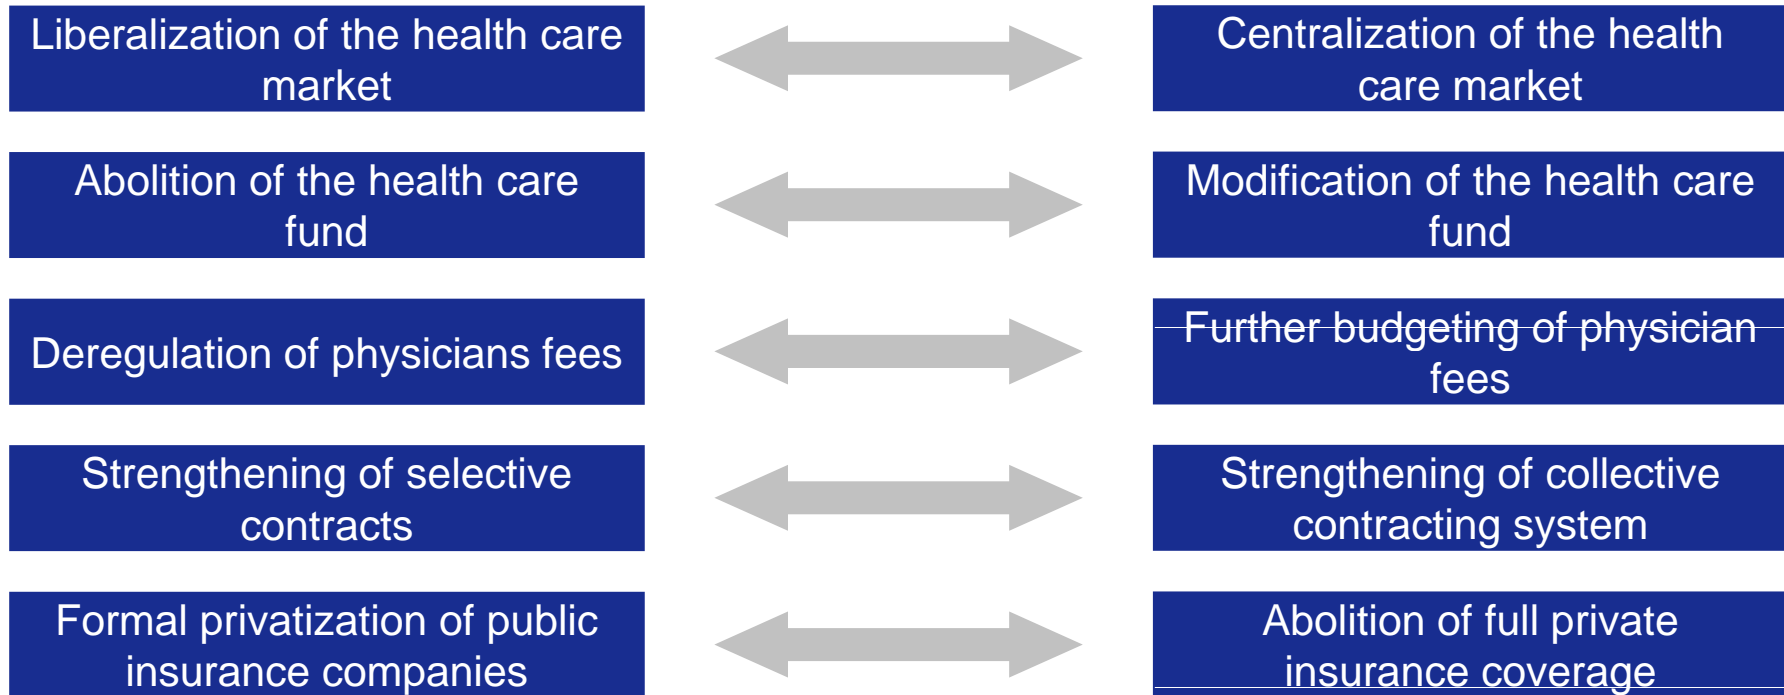 Liberalization of the health care
market
Centralization of the health
care market
Abolition of the health care
fund
Modification of the health care
fund
Deregulation of physicians fees
Further budgeting of physician
fees
Strengthening of selective
contracts
Strengthening of collective
contracting system
Formal privatization of public
insurance companies
Abolition of full private
insurance coverage